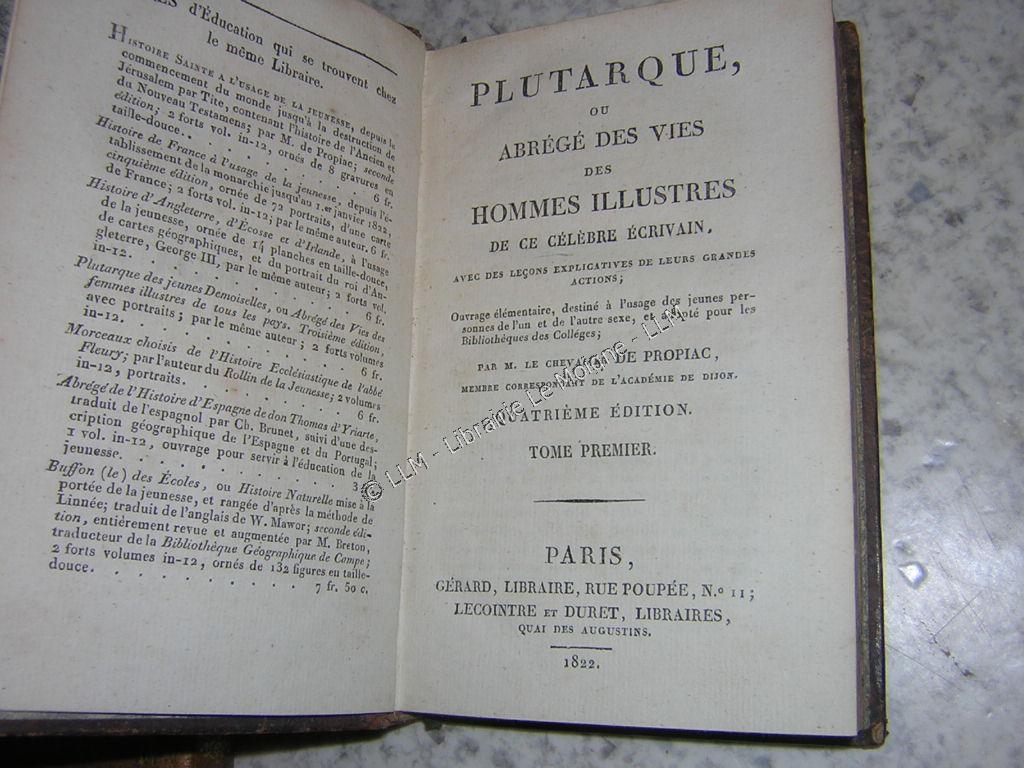 ES d'Éducation qui se trouvent chez
le même Libraire.
HISTOIRE SAINTE A L'USAGE DE LA JEUNESSE, depuis le
commencement du monde jusqu'à la destruction de
Jérusalem par Tite, contenant l'histoire de l'Ancien et
du Nouveau Testamens; par M. de Propiac; seconde
édition; 2 forts vol. in-12, ornés de 8 gravures en
taille-douce. . . . . . . . . . . . 6 fr.
Histoire de France à l'usage de la jeunesse, depuis l'é-
tablissement de la monarchie jusqu'au 1.er janvier 1822,
cinquième édition, ornée de 72 portraits, d'une carte
de France; 2 forts vol. in-12; par le même auteur. 6 fr.
Histoire d'Angleterre, d'Écosse et d'Irlande, à l'usage
de la jeunesse, ornée de 14 planches en taille-douce,
de cartes géographiques, et du portrait du roi d'An-
gleterre, George III, par le même auteur; 2 forts vol.
in-12. . . . . . . . . . . . 6 fr.
Plutarque des jeunes Demoiselles, ou Abrégé des Vies des
femmes illustres de tous les pays. Troisième édition,
avec portraits; par le même auteur; 2 forts volumes
in-12. . . . . . . . . . . . 6 fr.
Morceaux choisis de l'Histoire Ecclésiastique de l'abbé
Fleury; par l'auteur du Rollin de la Jeunesse; 2 volumes
in-12, portraits. . . . . . . . . . 6 fr.
Abrégé de l'Histoire d'Espagne de don Thomas d'Yriarte,
traduit de l'espagnol par Ch. Brunet, suivi d'une des-
cription géographique de l'Espagne et du Portugal;
1 vol. in-12, ouvrage pour servir à l'éducation de la
jeunesse. . . . . . . . . . . . 3
Buffon (le) des Écoles, ou Histoire Naturelle mise à la
portée de la jeunesse, et rangée d'après la méthode de
Linnée; traduit de l'anglais de W. Mawor; seconde édi-
tion, entièrement revue et augmentée par M. Breton,
traducteur de la Bibliothèque Géographique de Campe;
2 forts volumes in-12, ornés de 132 figures en taille-
douce. . . . . . . . . . . . 7 fr. 50 c.
PLUTARQUE,
OU
ABRÉGÉ DES VIES
DES
HOMMES ILLUSTRES
DE CE CÉLÈBRE ÉCRIVAIN,
AVEC DES LEÇONS EXPLICATIVES DE LEURS GRANDES
ACTIONS;
Ouvrage élémentaire, destiné à l'usage des jeunes per-
sonnes de l'un et de l'autre sexe, et adopté pour les
Bibliothèques des Colléges;
PAR M. LE CHEVALIER DE PROPIAC,
MEMBRE CORRESPONDANT DE L'ACADÉMIE DE DIJON.
QUATRIÈME ÉDITION.
TOME PREMIER.
PARIS,
GÉRARD, LIBRAIRE, RUE POUPÉE, N.º 11;
LECOINTRE ET DURET, LIBRAIRES,
QUAI DES AUGUSTINS.
1822.
© LLM - Librairie Le Moigne - LLM